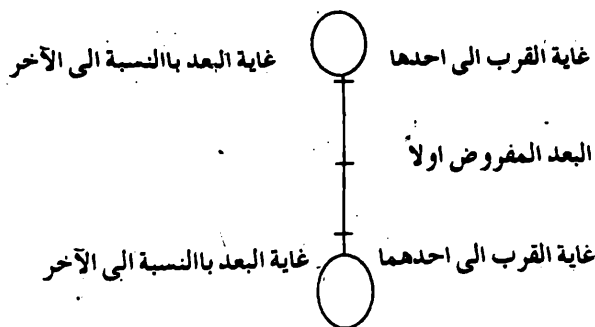 غاية القرب الى احدها غاية البعد باالنسبة الى الآخر
البعد المفروض اولاً
غاية القرب الى احدهما غاية البعد باالنسبة الى الآخر